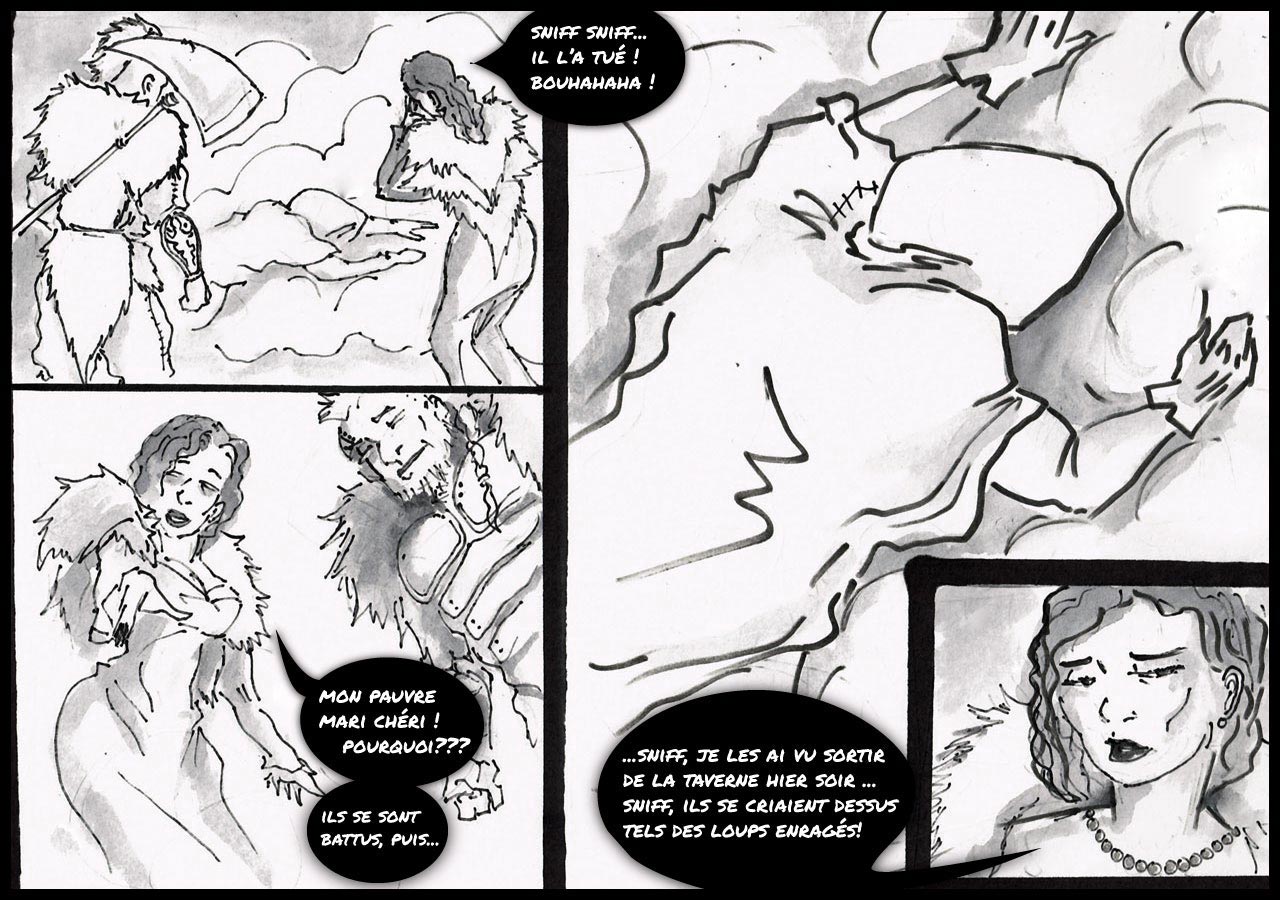 SNIFF SNIFF...
IL L'A TUÉ !
BOUHAHAHA !
MON PAUVRE
MARI CHÉRI !
POURQUOI???
ILS SE SONT
BATTUS, PUIS...
...SNIFF, JE LES AI VU SORTIR
DE LA TAVERNE HIER SOIR ...
SNIFF, ILS SE CRIAIENT DESSUS
TELS DES LOUPS ENRAGÉS!